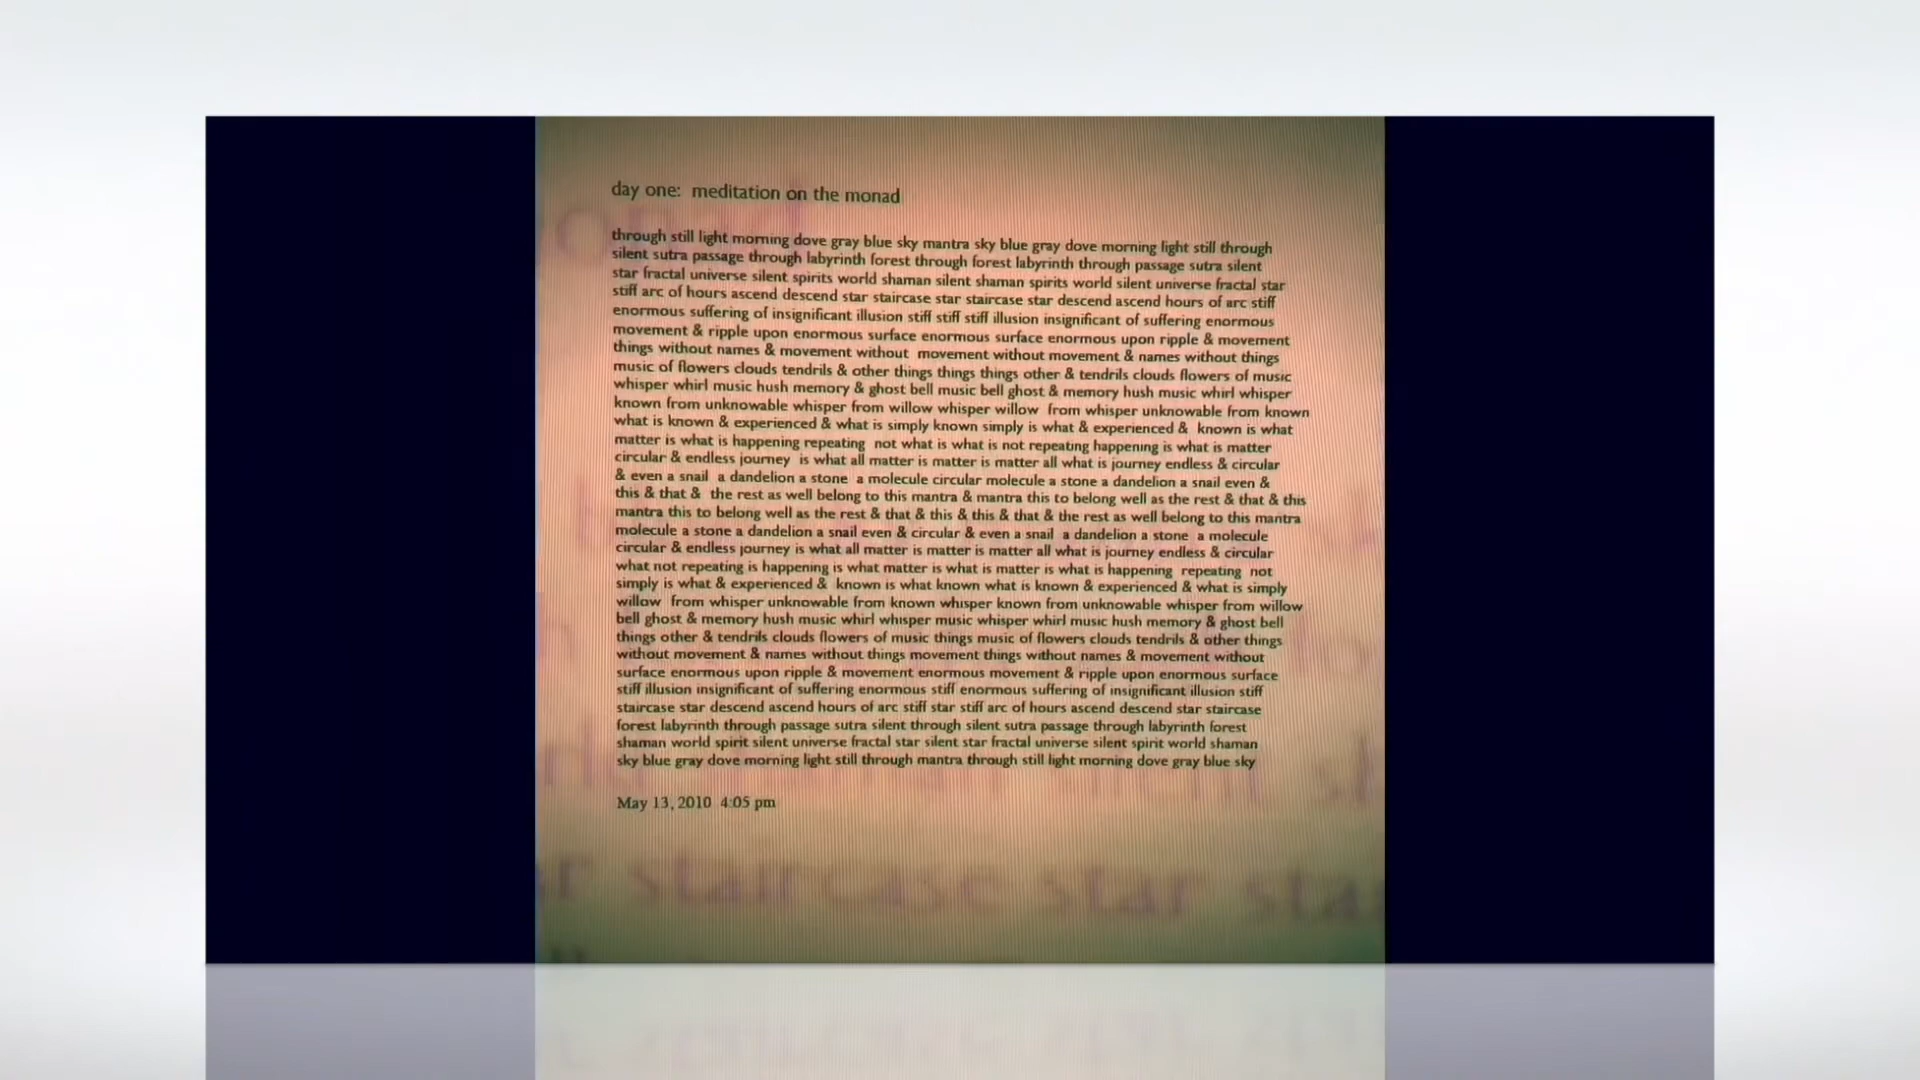 day one:  meditation on the monad
through still light morning dove gray blue sky mantra sky blue gray dove morning light still through
silent sutra passage through labyrinth forest through forest labyrinth through passage sutra silent
star fractal universe silent spirits world shaman silent shaman spirits world silent universe fractal star
stiff arc of hours ascend descend star staircase star staircase star descend ascend hours of arc stiff
enormous suffering of insignificant illusion stiff stiff stiff illusion insignificant of suffering enormous
movement & ripple upon enormous surface enormous surface enormous upon ripple & movement
things without names & movement without  movement without movement & names without things
music of flowers clouds tendrils & other things things things other & tendrils clouds flowers of music
whisper whirl music hush memory & ghost bell music bell ghost & memory hush music whirl whisper
known from unknowable whisper from willow whisper willow  from whisper unknowable from known
what is known & experienced & what is simply known simply is what & experienced &  known is what
matter is what is happening repeating  not what is what is not repeating happening is what is matter
circular & endless journey  is what all matter is matter is matter all what is journey endless & circular
& even a snail  a dandelion a stone  a molecule circular molecule a stone a dandelion a snail even &
this & that &  the rest as well belong to this mantra & mantra this to belong well as the rest & that & this
mantra this to belong well as the rest & that & this & this & that & the rest as well belong to this mantra
molecule a stone a dandelion a snail even & circular & even a snail  a dandelion a stone  a molecule
circular & endless journey is what all matter is matter is matter all what is journey endless & circular
what not repeating is happening is what matter is what is matter is what is happening  repeating  not
simply is what & experienced &  known is what known what is known & experienced & what is simply
willow  from whisper unknowable from known whisper known from unknowable whisper from willow
bell ghost & memory hush music whirl whisper music whisper whirl music hush memory & ghost bell
things other & tendrils clouds flowers of music things music of flowers clouds tendrils & other things
without movement & names without things movement things without names & movement without
surface enormous upon ripple & movement enormous movement & ripple upon enormous surface
stiff illusion insignificant of suffering enormous stiff enormous suffering of insignificant illusion stiff
staircase star descend ascend hours of arc stiff star stiff arc of hours ascend descend star staircase
forest labyrinth through passage sutra silent through silent sutra passage through labyrinth forest
shaman world spirit silent universe fractal star silent star fractal universe silent spirit world shaman
sky blue gray dove morning light still through mantra through still light morning dove gray blue sky
May 13, 2010  4:05 pm
staircase star